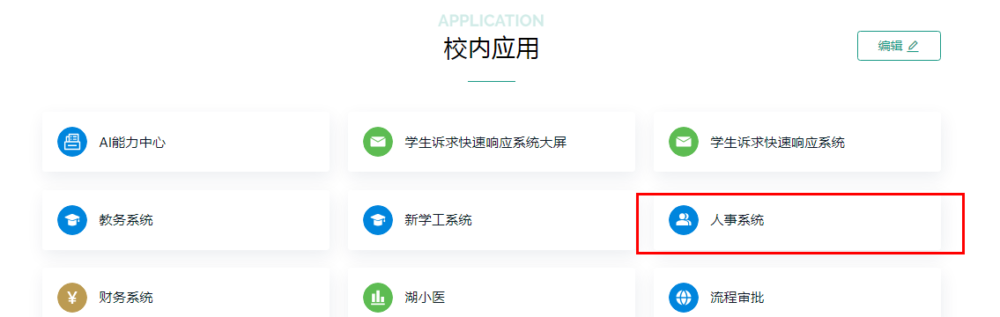 APPLICATION
校内应用
编辑
AI能力中心
学生诉求快速响应系统大屏
学生诉求快速响应系统
教务系统
新学工系统
人事系统
¥
财务系统
湖小医
流程审批